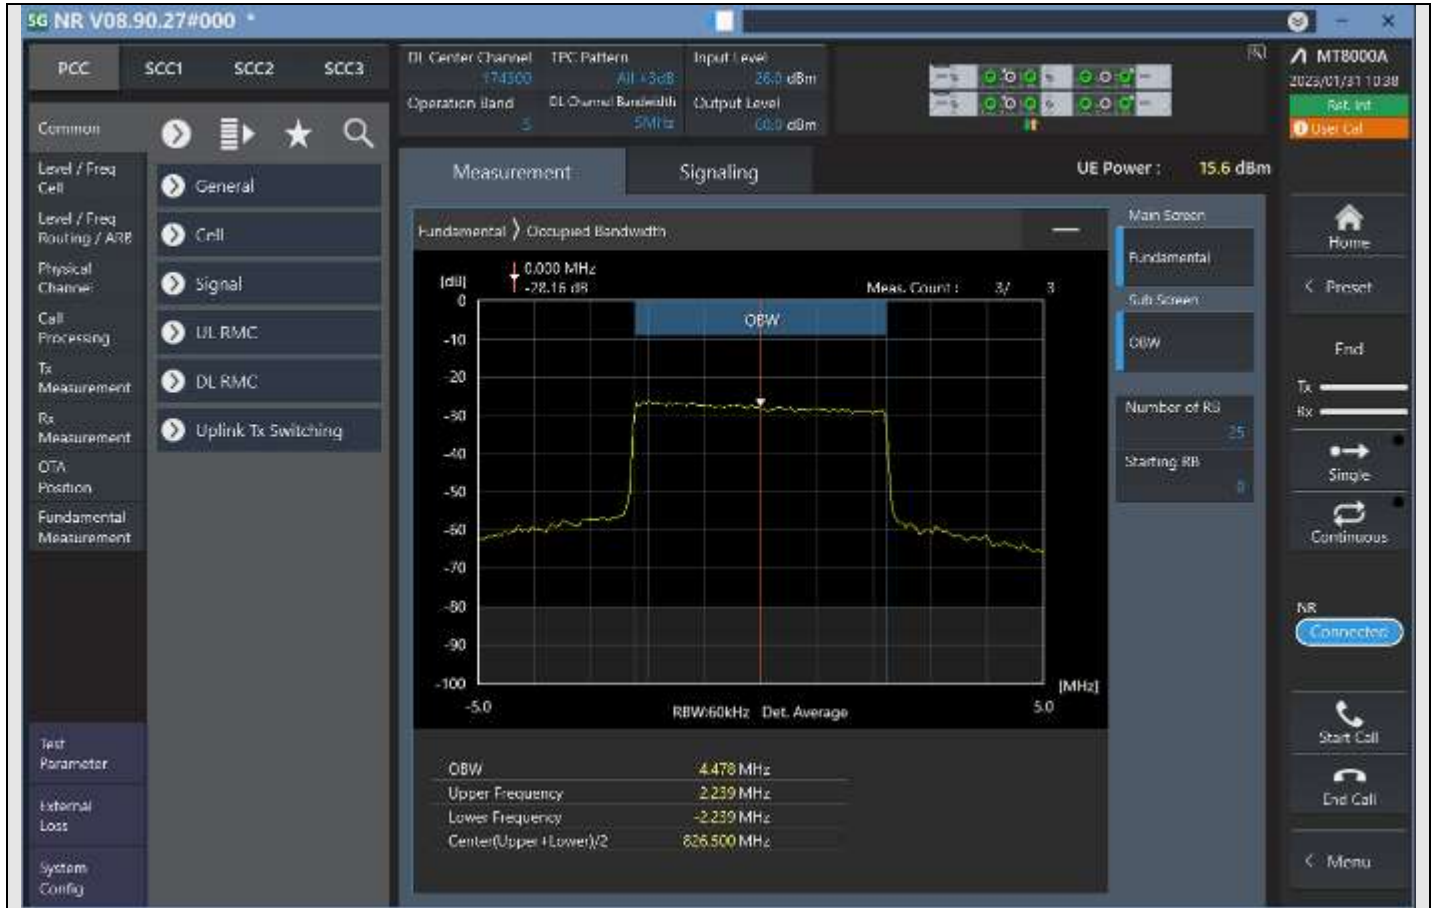 SG NR V08.90.27#000 *
PCC SCC1 SCC2 SCC3
DL Center Channel TPC Pattern Input Level
174300 All +3dB 26.0 dBm
Operation Band DL Channel Bandwidth Output Level
5 5MHz -60.0 dBm
MT8000A
2023/01/31 10:38
Ref. Int
User Cal
Common
Level / Freq
Cell
Level / Freq
Routing / ARB
Physical
Channel
Call
Processing
Tx
Measurement
Rx
Measurement
OTA
Position
Fundamental
Measurement
Test
Parameter
External
Loss
System
Config
General
Cell
Signal
UL RMC
DL RMC
Uplink Tx Switching
Measurement Signaling
UE Power : 15.6 dBm
Fundamental > Occupied Bandwidth
0.000 MHz
-28.16 dB
[dB]
Meas. Count : 3/ 3
OBW
0
-10
-20
-30
-40
-50
-60
-70
-80
-90
-100
-5.0 5.0
[MHz]
RBW:60kHz Det. Average
OBW 4.478 MHz
Upper Frequency 2.239 MHz
Lower Frequency -2.239 MHz
Center(Upper+Lower)/2 826.500 MHz
Main Screen
Fundamental
Sub Screen
OBW
Number of RB
25
Starting RB
0
Home
< Preset
End
Tx
Rx
Single
Continuous
NR
Connected
Start Call
End Call
< Menu